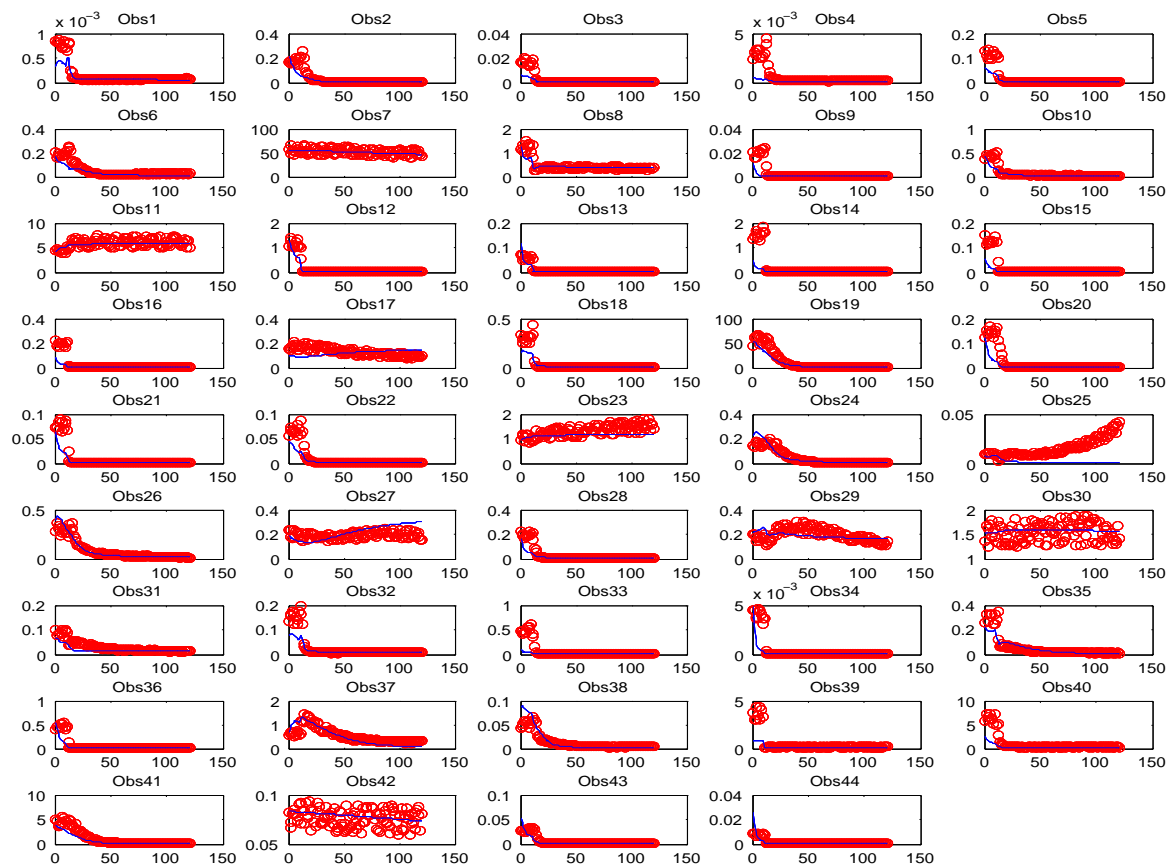 x 10⁻³ Obs1 Obs2 Obs3 x 10⁻³ Obs4 Obs5
1 0.4 0.04 5 0.2
0.5 0.2 0.02 0.1
0 0 0 0 0
0 50 100 150 0 50 100 150 0 50 100 150 0 50 100 150 0 50 100 150
Obs6 Obs7 Obs8 Obs9 Obs10
0.4 100 2 0.04 1
0.2 50 1 0.02 0.5
0 0 0 0 0
0 50 100 150 0 50 100 150 0 50 100 150 0 50 100 150 0 50 100 150
Obs11 Obs12 Obs13 Obs14 Obs15
10 2 0.2 2 0.2
5 1 0.1 1 0.1
0 0 0 0 0
0 50 100 150 0 50 100 150 0 50 100 150 0 50 100 150 0 50 100 150
Obs16 Obs17 Obs18 Obs19 Obs20
0.4 0.4 0.5 100 0.2
0.2 0.2 50 0.1
0 0 0 0 0
0 50 100 150 0 50 100 150 0 50 100 150 0 50 100 150 0 50 100 150
Obs21 Obs22 Obs23 Obs24 Obs25
0.1 0.1 2 0.4 0.05
0.05 0.05 1 0.2
0 0 0 0 0
0 50 100 150 0 50 100 150 0 50 100 150 0 50 100 150 0 50 100 150
Obs26 Obs27 Obs28 Obs29 Obs30
0.5 0.4 0.4 0.4 2
0.2 0.2 0.2 1.5
0 0 0 0 1
0 50 100 150 0 50 100 150 0 50 100 150 0 50 100 150 0 50 100 150
Obs31 Obs32 Obs33 x 10⁻³ Obs34 Obs35
0.2 0.2 1 5 0.4
0.1 0.1 0.5 0.2
0 0 0 0 0
0 50 100 150 0 50 100 150 0 50 100 150 0 50 100 150 0 50 100 150
Obs36 Obs37 Obs38 Obs39 Obs40
1 2 0.1 5 10
0.5 1 0.05 5
0 0 0 0 0
0 50 100 150 0 50 100 150 0 50 100 150 0 50 100 150 0 50 100 150
Obs41 Obs42 Obs43 Obs44
10 0.1 0.1 0.04
5 0.05 0.02
0 0.05 0 0
0 50 100 150 0 50 100 150 0 50 100 150 0 50 100 150